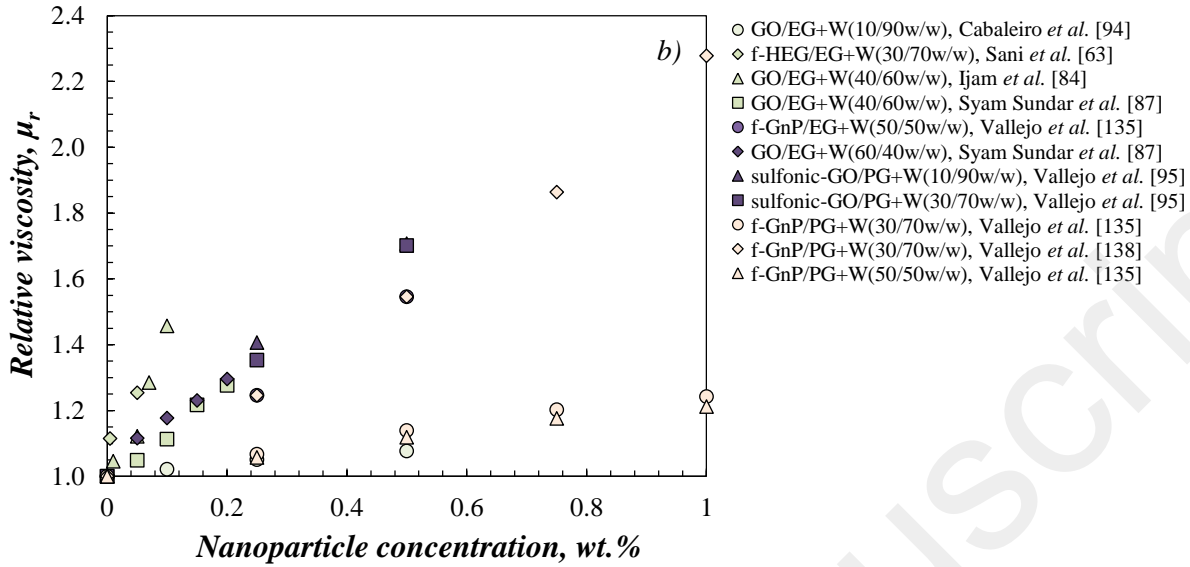 2.4
2.2
2.0
1.8
1.6
1.4
1.2
1.0
Relative viscosity, μr
b)
0 0.2 0.4 0.6 0.8 1
Nanoparticle concentration, wt.%
GO/EG+W(10/90w/w), Cabaleiro et al. [94]
f-HEG/EG+W(30/70w/w), Sani et al. [63]
GO/EG+W(40/60w/w), Ijam et al. [84]
GO/EG+W(40/60w/w), Syam Sundar et al. [87]
f-GnP/EG+W(50/50w/w), Vallejo et al. [135]
GO/EG+W(60/40w/w), Syam Sundar et al. [87]
sulfonic-GO/PG+W(10/90w/w), Vallejo et al. [95]
sulfonic-GO/PG+W(30/70w/w), Vallejo et al. [95]
f-GnP/PG+W(30/70w/w), Vallejo et al. [135]
f-GnP/PG+W(30/70w/w), Vallejo et al. [138]
f-GnP/PG+W(50/50w/w), Vallejo et al. [135]
uscrip